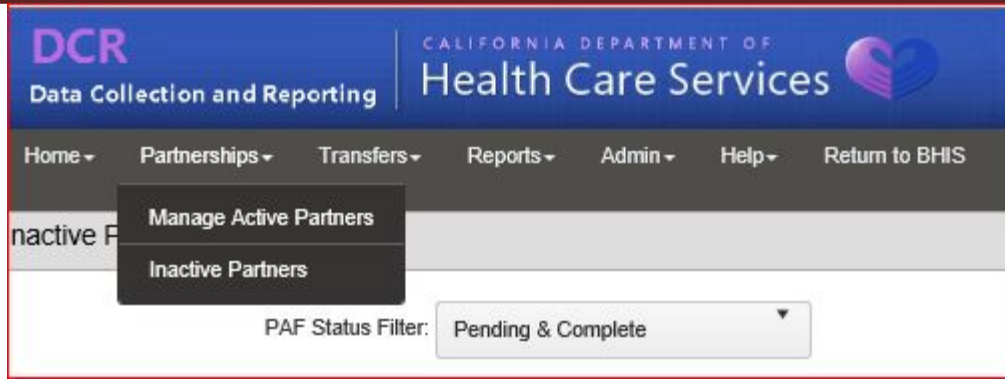 DCR
Data Collection and Reporting
CALIFORNIA DEPARTMENT OF
Health Care Services
Home Partnerships Transfers Reports Admin Help Return to BHIS
Manage Active Partners
nactive
Inactive Partners
PAF Status Filter: Pending & Complete